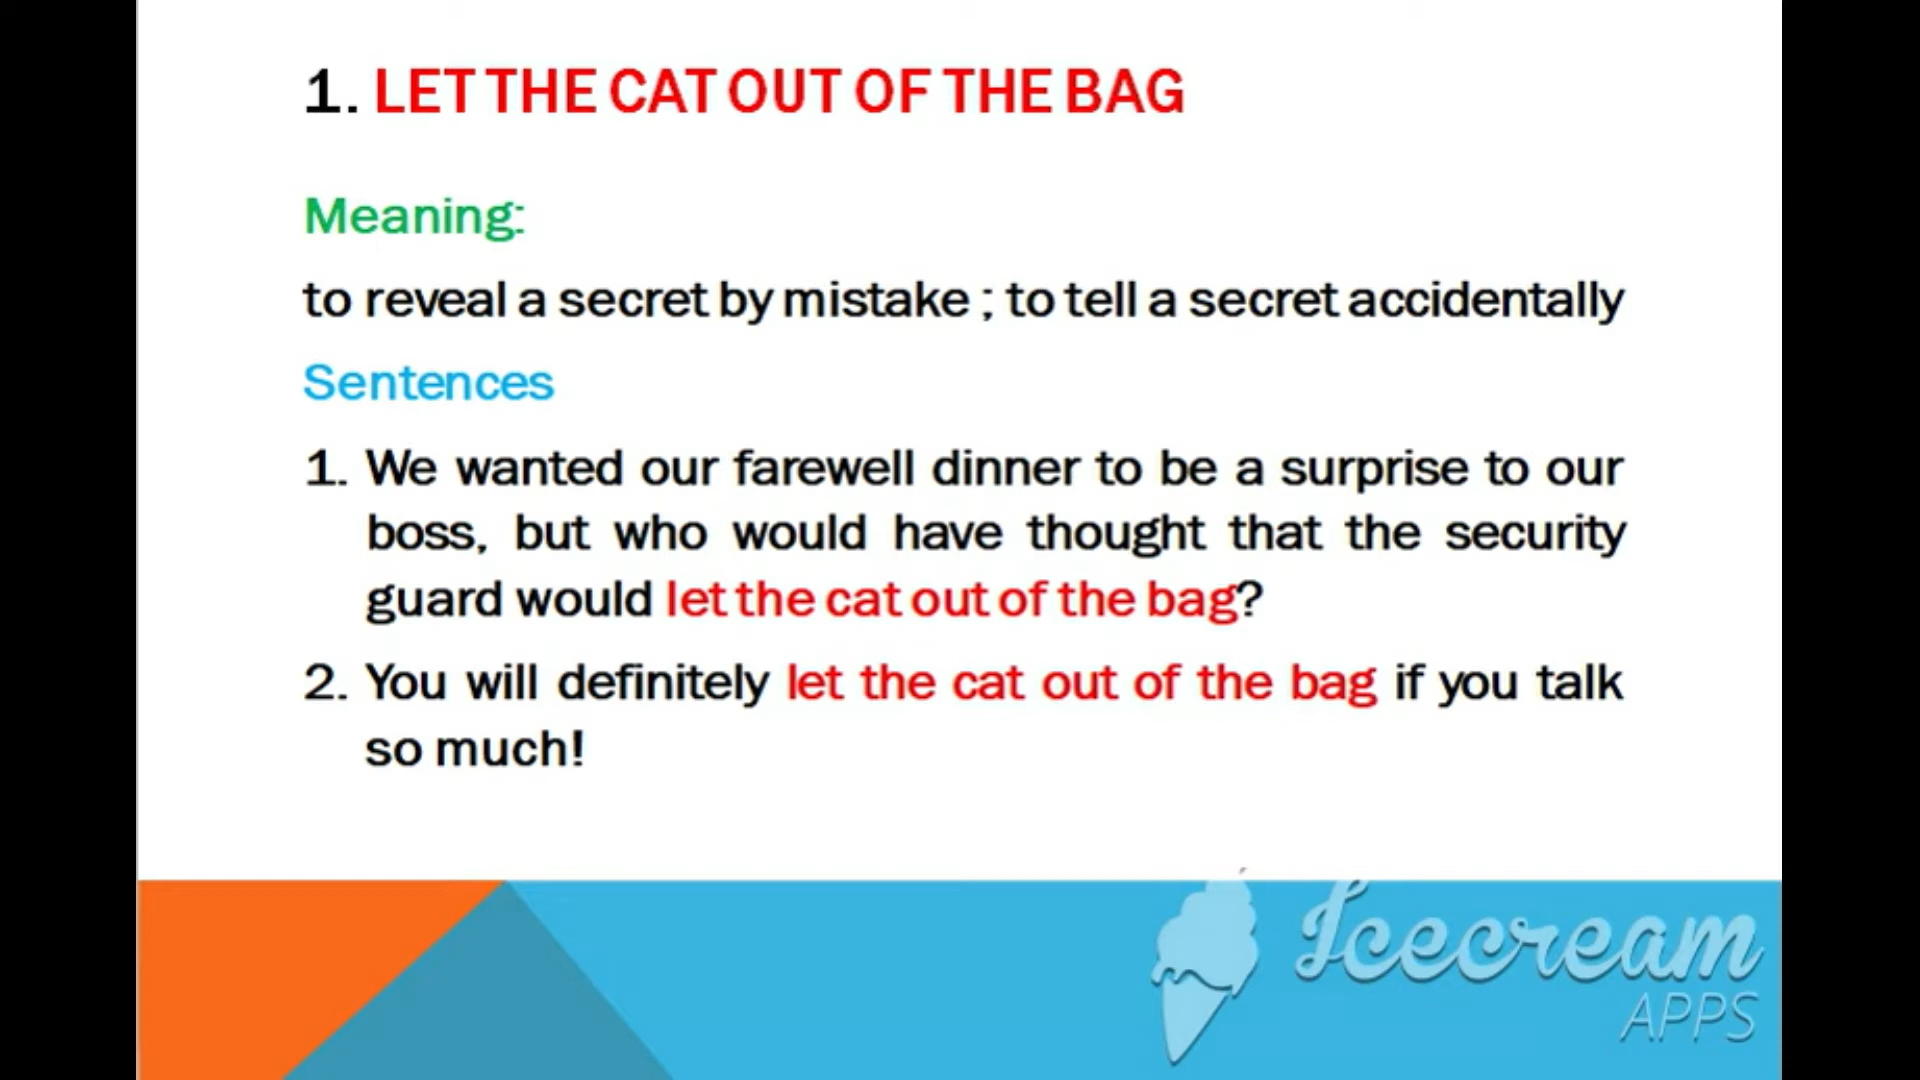 1. LET THE CAT OUT OF THE BAG
Meaning:
to reveal a secret by mistake ; to tell a secret accidentally
Sentences
1. We wanted our farewell dinner to be a surprise to our
boss, but who would have thought that the security
guard would let the cat out of the bag?
2. You will definitely let the cat out of the bag if you talk
so much!
Icecream
APPS